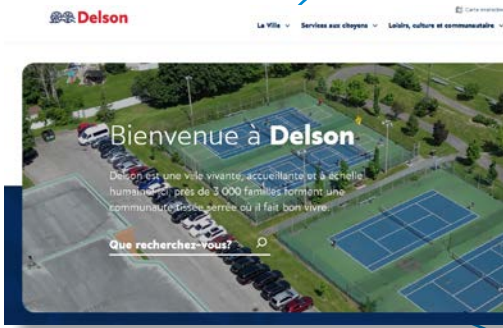 Delson
Carte interactive
La Ville Services aux citoyens Loisirs, culture et communautaire
Bienvenue à Delson
Delson est une ville vivante, accueillante et à échelle
humaine. Ici, près de 3 000 familles forment une
communauté tissée serrée où il fait bon vivre.
Que recherchez-vous?